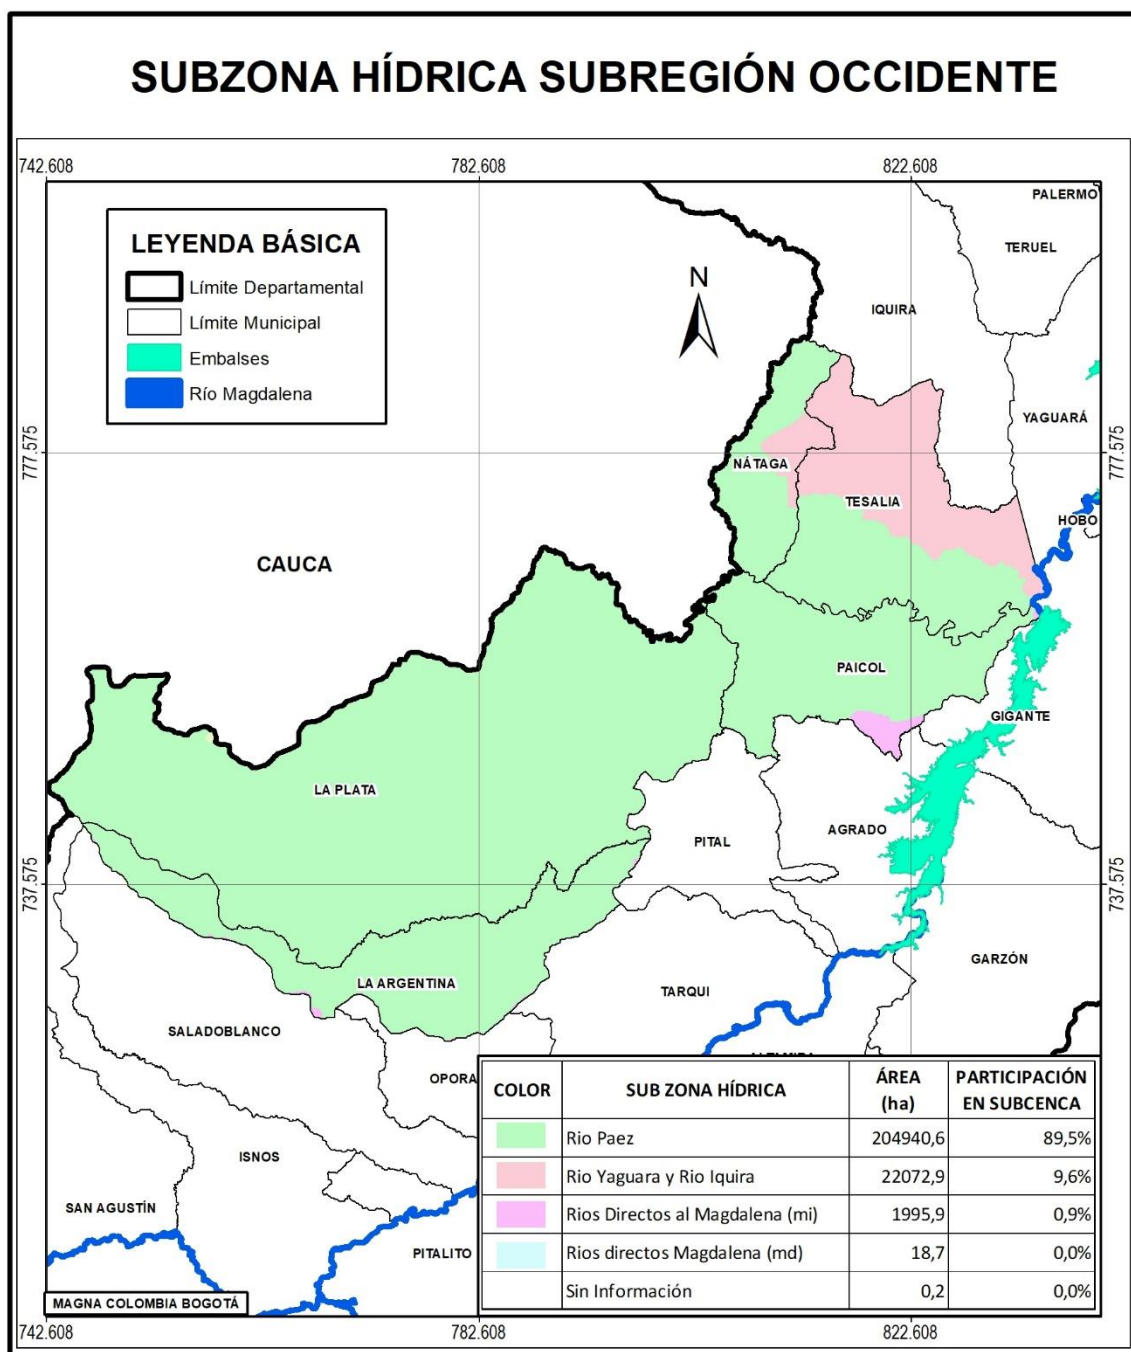 SUBZONA HÍDRICA SUBREGIÓN OCCIDENTE
742.608 782.608 822.608
PALERMO
TERUEL
LEYENDA BÁSICA
Límite Departamental
Límite Municipal
Embalses
Río Magdalena
N
IQUIRA
YAGUARÁ
777.575 777.575
NÁTAGA
TESALIA
HOBO
CAUCA
PAICOL
GIGANTE
LA PLATA
AGRADO
PITAL
737.575 737.575
GARZÓN
LA ARGENTINA
TARQUI
SALADOBLANCO
OPORA
ISNOS
SAN AGUSTÍN
PITALITO
COLOR SUB ZONA HÍDRICA ÁREA (ha) PARTICIPACIÓN EN SUBCENCA
Rio Paez 204940,6 89,5%
Rio Yaguara y Rio Iquira 22072,9 9,6%
Rios Directos al Magdalena (mi) 1995,9 0,9%
Rios directos Magdalena (md) 18,7 0,0%
Sin Información 0,2 0,0%
MAGNA COLOMBIA BOGOTÁ
742.608 782.608 822.608